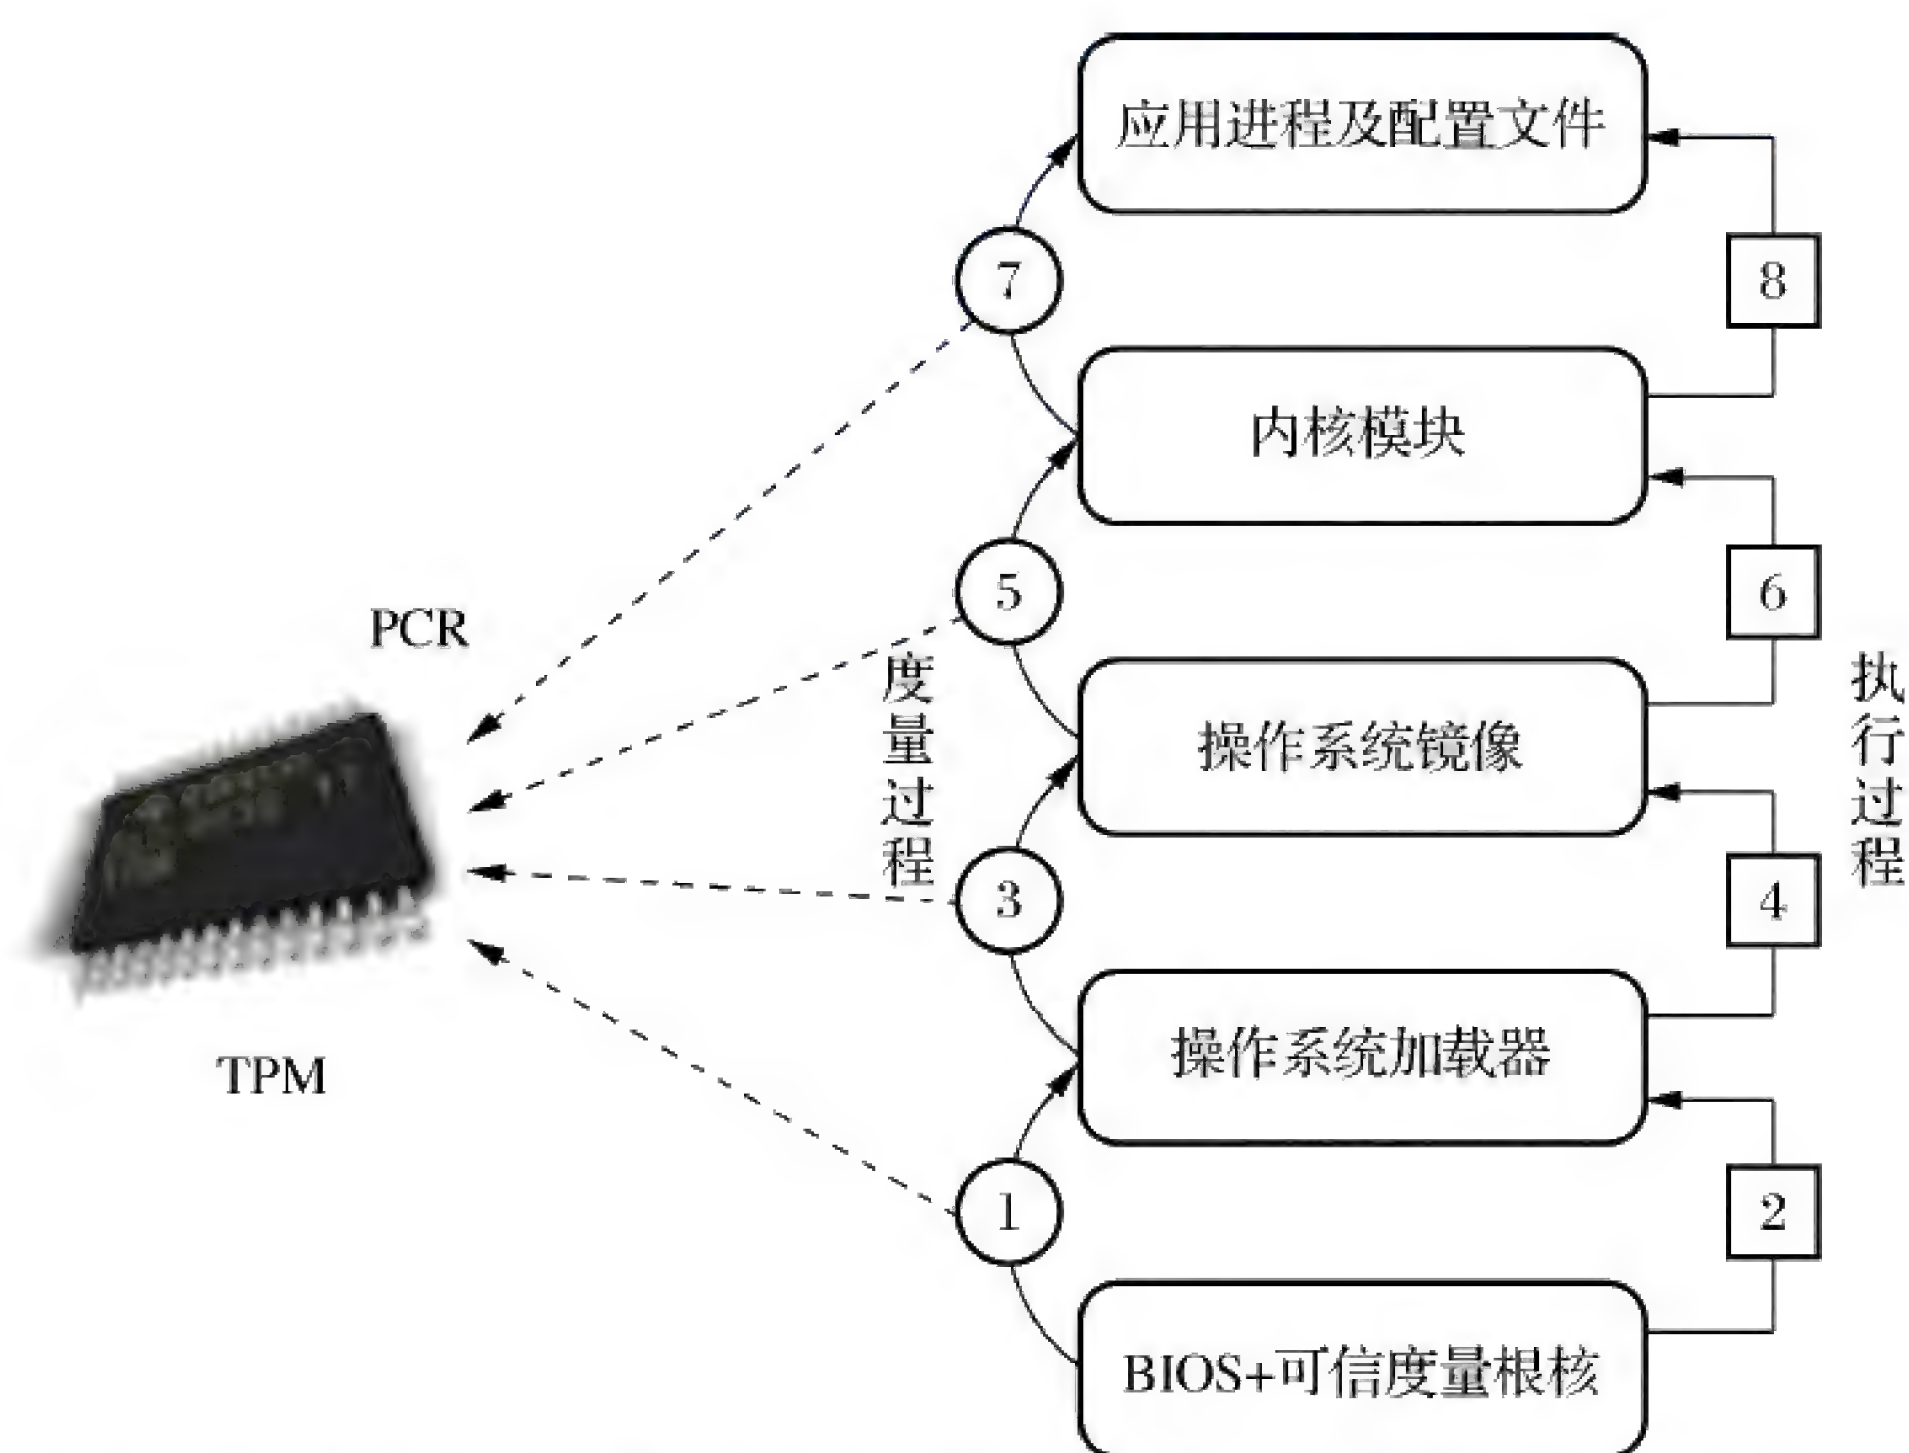 应用进程及配置文件
7
8
内核模块
PCR
5
6
度量过程
执行过程
操作系统镜像
3
4
TPM
操作系统加载器
1
2
BIOS+可信度量根核